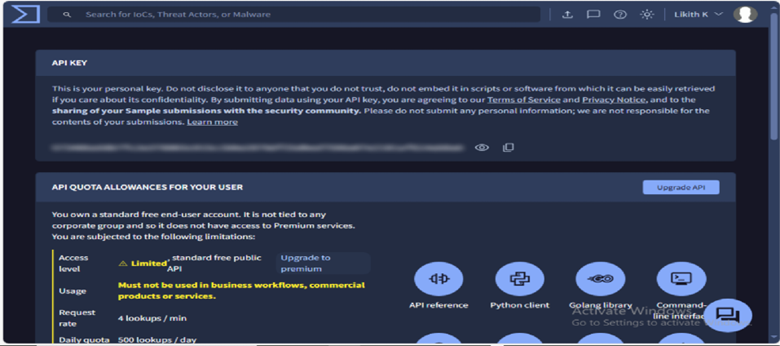 Search for IoCs, Threat Actors, or Malware
Likith K
API KEY
This is your personal key. Do not disclose it to anyone that you do not trust, do not embed it in scripts or software from which it can be easily retrieved
if you care about its confidentiality. By submitting data using your API key, you are agreeing to our Terms of Service and Privacy Notice, and to the
sharing of your Sample submissions with the security community. Please do not submit any personal information; we are not responsible for the
contents of your submissions. Learn more
API QUOTA ALLOWANCES FOR YOUR USER
Upgrade API
You own a standard free end-user account. It is not tied to any
corporate group and so it does not have access to Premium services.
You are subjected to the following limitations:
Access
level
Limited, standard free public
API
Upgrade to
premium
Usage
Must not be used in business workflows, commercial
products or services.
Request
rate
4 lookups / min
Daily quota
500 lookups / day
API reference
Python client
Golang library
Command-
line interface
Activate Windows
Go to Settings to activate